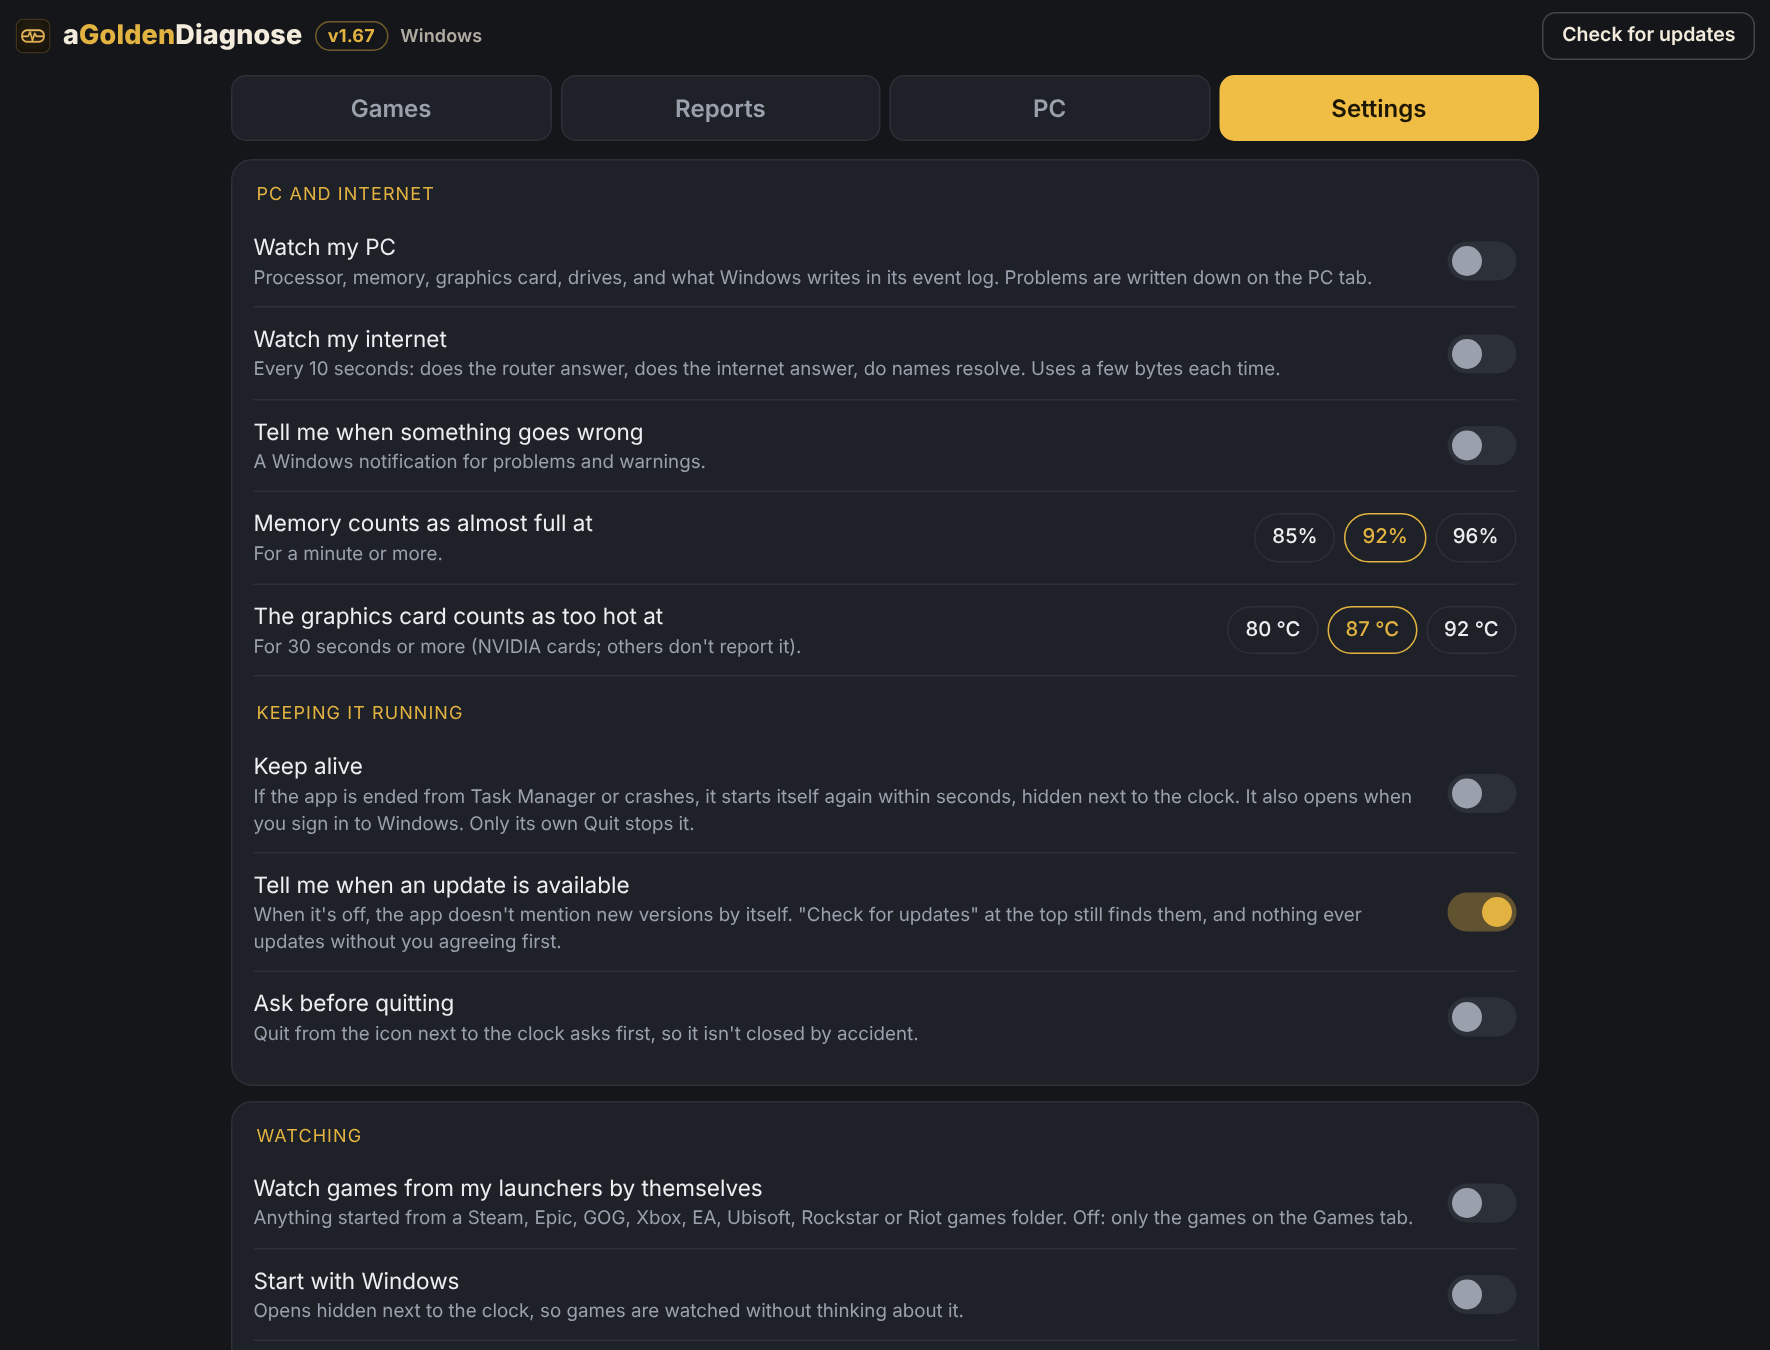 aGoldenDiagnose v1.67 Windows Check for updates
Games Reports PC Settings
PC AND INTERNET
Watch my PC
Processor, memory, graphics card, drives, and what Windows writes in its event log. Problems are written down on the PC tab.
Watch my internet
Every 10 seconds: does the router answer, does the internet answer, do names resolve. Uses a few bytes each time.
Tell me when something goes wrong
A Windows notification for problems and warnings.
Memory counts as almost full at
For a minute or more.
85% 92% 96%
The graphics card counts as too hot at
For 30 seconds or more (NVIDIA cards; others don't report it).
80 °C 87 °C 92 °C
KEEPING IT RUNNING
Keep alive
If the app is ended from Task Manager or crashes, it starts itself again within seconds, hidden next to the clock. It also opens when
you sign in to Windows. Only its own Quit stops it.
Tell me when an update is available
When it's off, the app doesn't mention new versions by itself. "Check for updates" at the top still finds them, and nothing ever
updates without you agreeing first.
Ask before quitting
Quit from the icon next to the clock asks first, so it isn't closed by accident.
WATCHING
Watch games from my launchers by themselves
Anything started from a Steam, Epic, GOG, Xbox, EA, Ubisoft, Rockstar or Riot games folder. Off: only the games on the Games tab.
Start with Windows
Opens hidden next to the clock, so games are watched without thinking about it.